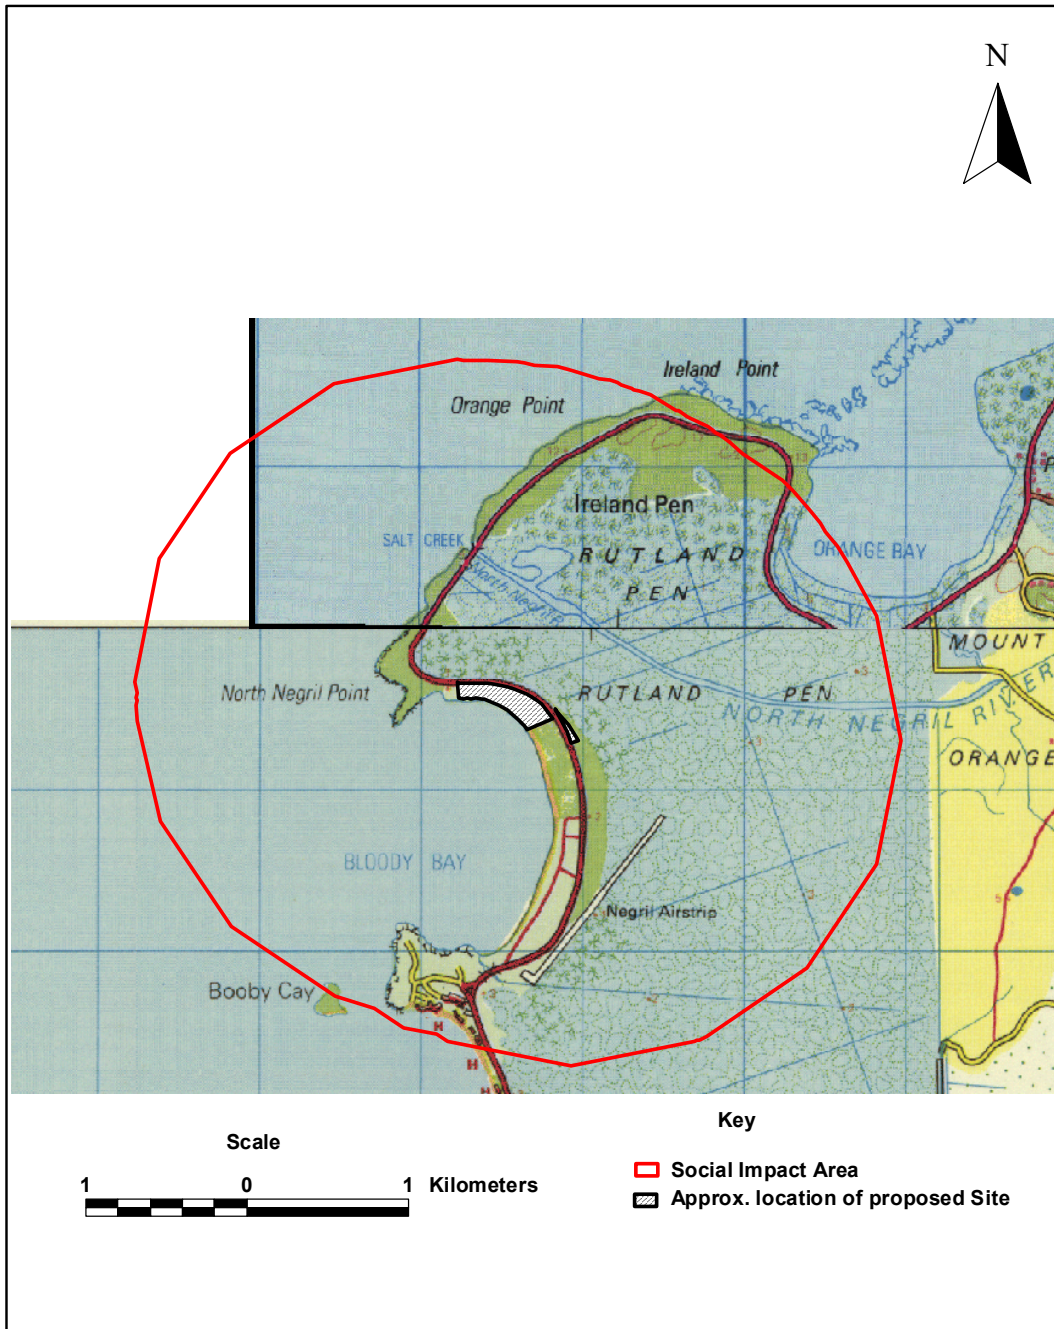 N
Ireland Point
Orange Point
Ireland Pen
SALT CREEK
RUTLAND
ORANGE BAY
North Negril R
PEN
MOUNT
North Negril Point
RUTLAND PEN
NORTH NEGRIL RIVER
ORANGE
BLOODY BAY
Negril Airstrip
Booby Cay
H
H
H
Key
Scale
Social Impact Area
1 0 1 Kilometers
Approx. location of proposed Site